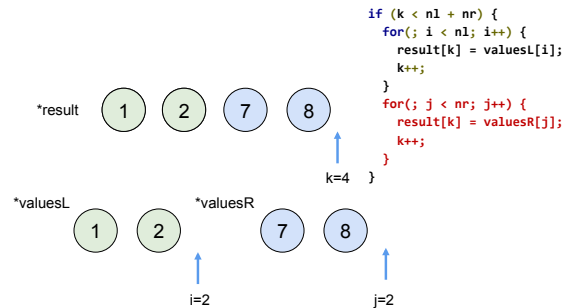 if (k < nl + nr) {
for(; i < nl; i++) {
result[k] = valuesL[i];
k++;
}
for(; j < nr; j++) {
result[k] = valuesR[j];
k++;
}
}
*result 1 2 7 8
k=4
*valuesL 1 2
*valuesR 7 8
i=2
j=2